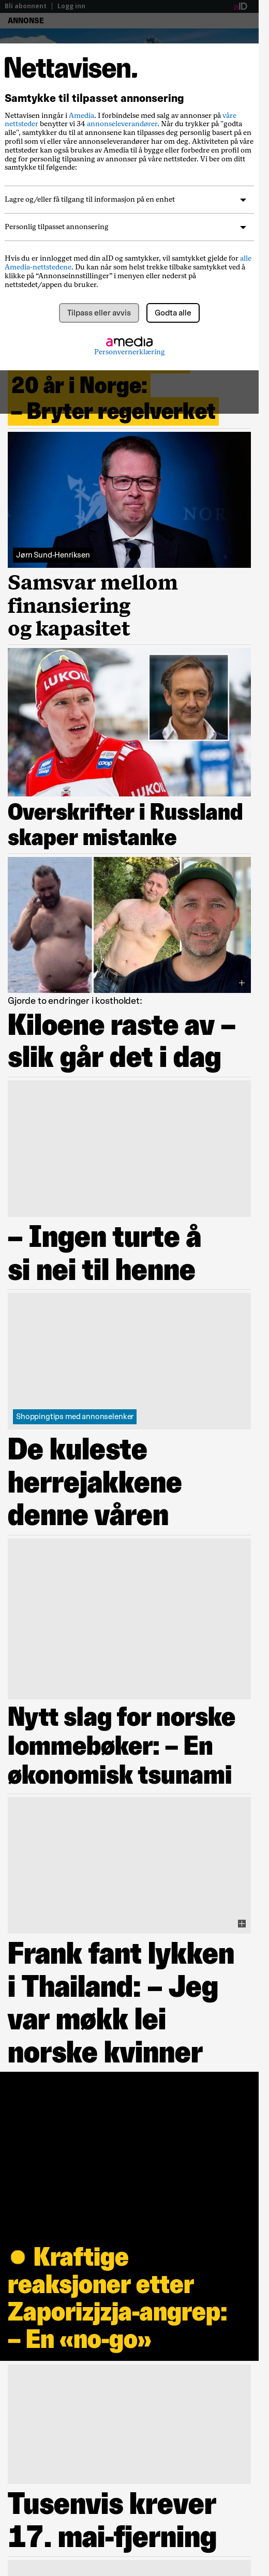 Bli abonnent | Logg inn
aID
ANNONSE
Nettavisen.
Samtykke til tilpasset annonsering
Nettavisen inngår i Amedia. I forbindelse med salg av annonser på våre
nettsteder benytter vi 34 annonseleverandører. Når du trykker på "godta
alle", samtykker du til at annonsene kan tilpasses deg personlig basert på en
profil som vi eller våre annonseleverandører har om deg. Aktiviteten på våre
nettsteder kan også brukes av Amedia til å bygge eller forbedre en profil om
deg for personlig tilpasning av annonser på våre nettsteder. Vi ber om ditt
samtykke til følgende:
Lagre og/eller få tilgang til informasjon på en enhet
Personlig tilpasset annonsering
Hvis du er innlogget med din aID og samtykker, vil samtykket gjelde for alle
Amedia-nettstedene. Du kan når som helst trekke tilbake samtykket ved å
klikke på “Annonseinnstillinger” i menyen eller nederst på
nettstedet/appen du bruker.
Tilpass eller avvis
Godta alle
amedia
Personvernerklæring
20 år i Norge:
– Bryter regelverket
Jørn Sund-Henriksen
Samsvar mellom
finansiering
og kapasitet
Overskrifter i Russland
skaper mistanke
Gjorde to endringer i kostholdet:
Kiloene raste av –
slik går det i dag
– Ingen turte å
si nei til henne
Shoppingtips med annonselenker
De kuleste
herrejakkene
denne våren
Nytt slag for norske
lommebøker: – En
økonomisk tsunami
Frank fant lykken
i Thailand: – Jeg
var møkk lei
norske kvinner
Kraftige
reaksjoner etter
Zaporizjzja-angrep:
– En «no-go»
Tusenvis krever
17. mai-fjerning